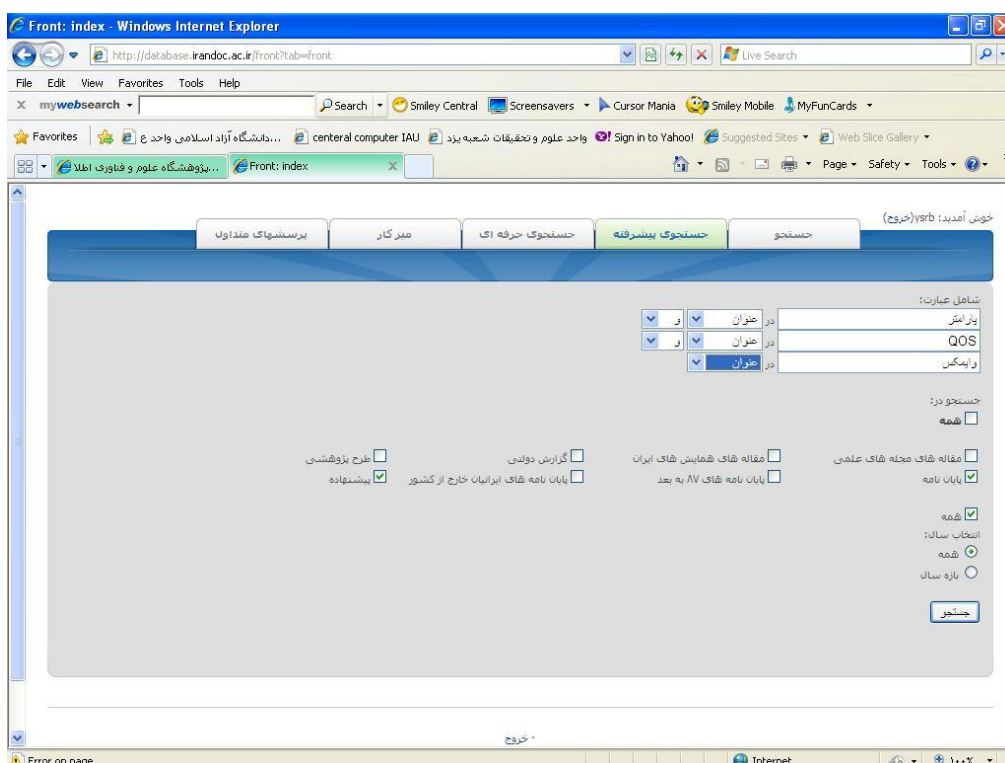 Front: index - Windows Internet Explorer
http://database.irandoc.ac.ir/front?tab=front
Live Search
File Edit View Favorites Tools Help
X mywebsearch Search Smiley Central Screensavers Cursor Mania Smiley Mobile MyFunCards
Favorites دانشگاه آزاد اسلامی واحد ع... centeral computer IAU واحد علوم و تحقیقات شعبه یزد Sign in to Yahoo! Suggested Sites Web Slice Gallery
پژوهشگاه علوم و فناوری اطلا... Front: index X Page Safety Tools
خوش آمدید: ysrb(خروج)
جستجو جستجوی پیشرفته جستجوی حرفه ای میز کار پرسشهای متداول
شامل عبارت:
پارامتر در عنوان و
QOS در عنوان و
وایمکس در عنوان
جستجو در:
همه
مقاله های مجله های علمی مقاله های همایش های ایران گزارش دولتی طرح پژوهشی
پایان نامه پایان نامه های ۸۷ به بعد پایان نامه های ایرانیان خارج از کشور پیشنهاده
همه
انتخاب سال:
همه
بازه سال
جستجو
· خروج
Error on page Internet ۱۰۰%